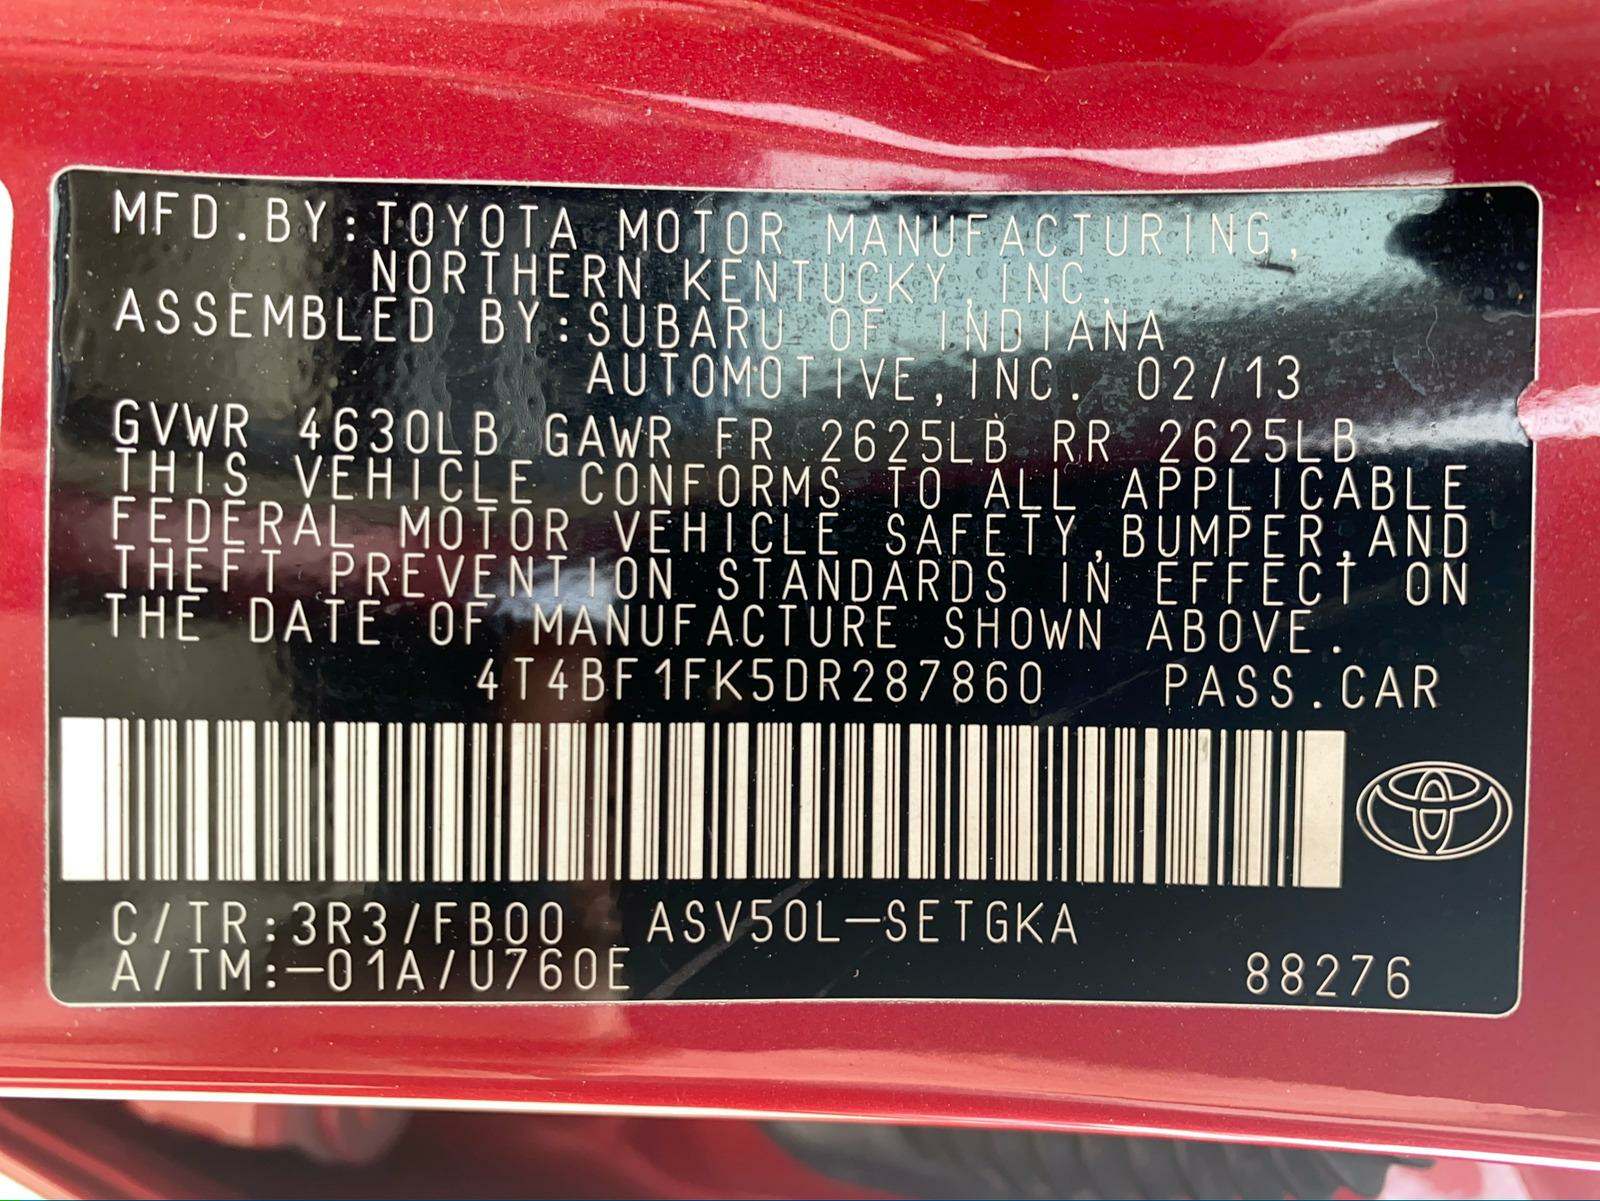 MFD.BY:TOYOTA MOTOR MANUFACTURING,
NORTHERN KENTUCKY,INC.
ASSEMBLED BY:SUBARU OF INDIANA
AUTOMOTIVE,INC. 02/13
GVWR 4630LB GAWR FR 2625LB RR 2625LB
THIS VEHICLE CONFORMS TO ALL APPLICABLE
FEDERAL MOTOR VEHICLE SAFETY,BUMPER,AND
THEFT PREVENTION STANDARDS IN EFFECT ON
THE DATE OF MANUFACTURE SHOWN ABOVE.
4T4BF1FK5DR287860 PASS.CAR
C/TR:3R3/FB00 ASV50L-SETGKA
A/TM:-01A/U760E 88276